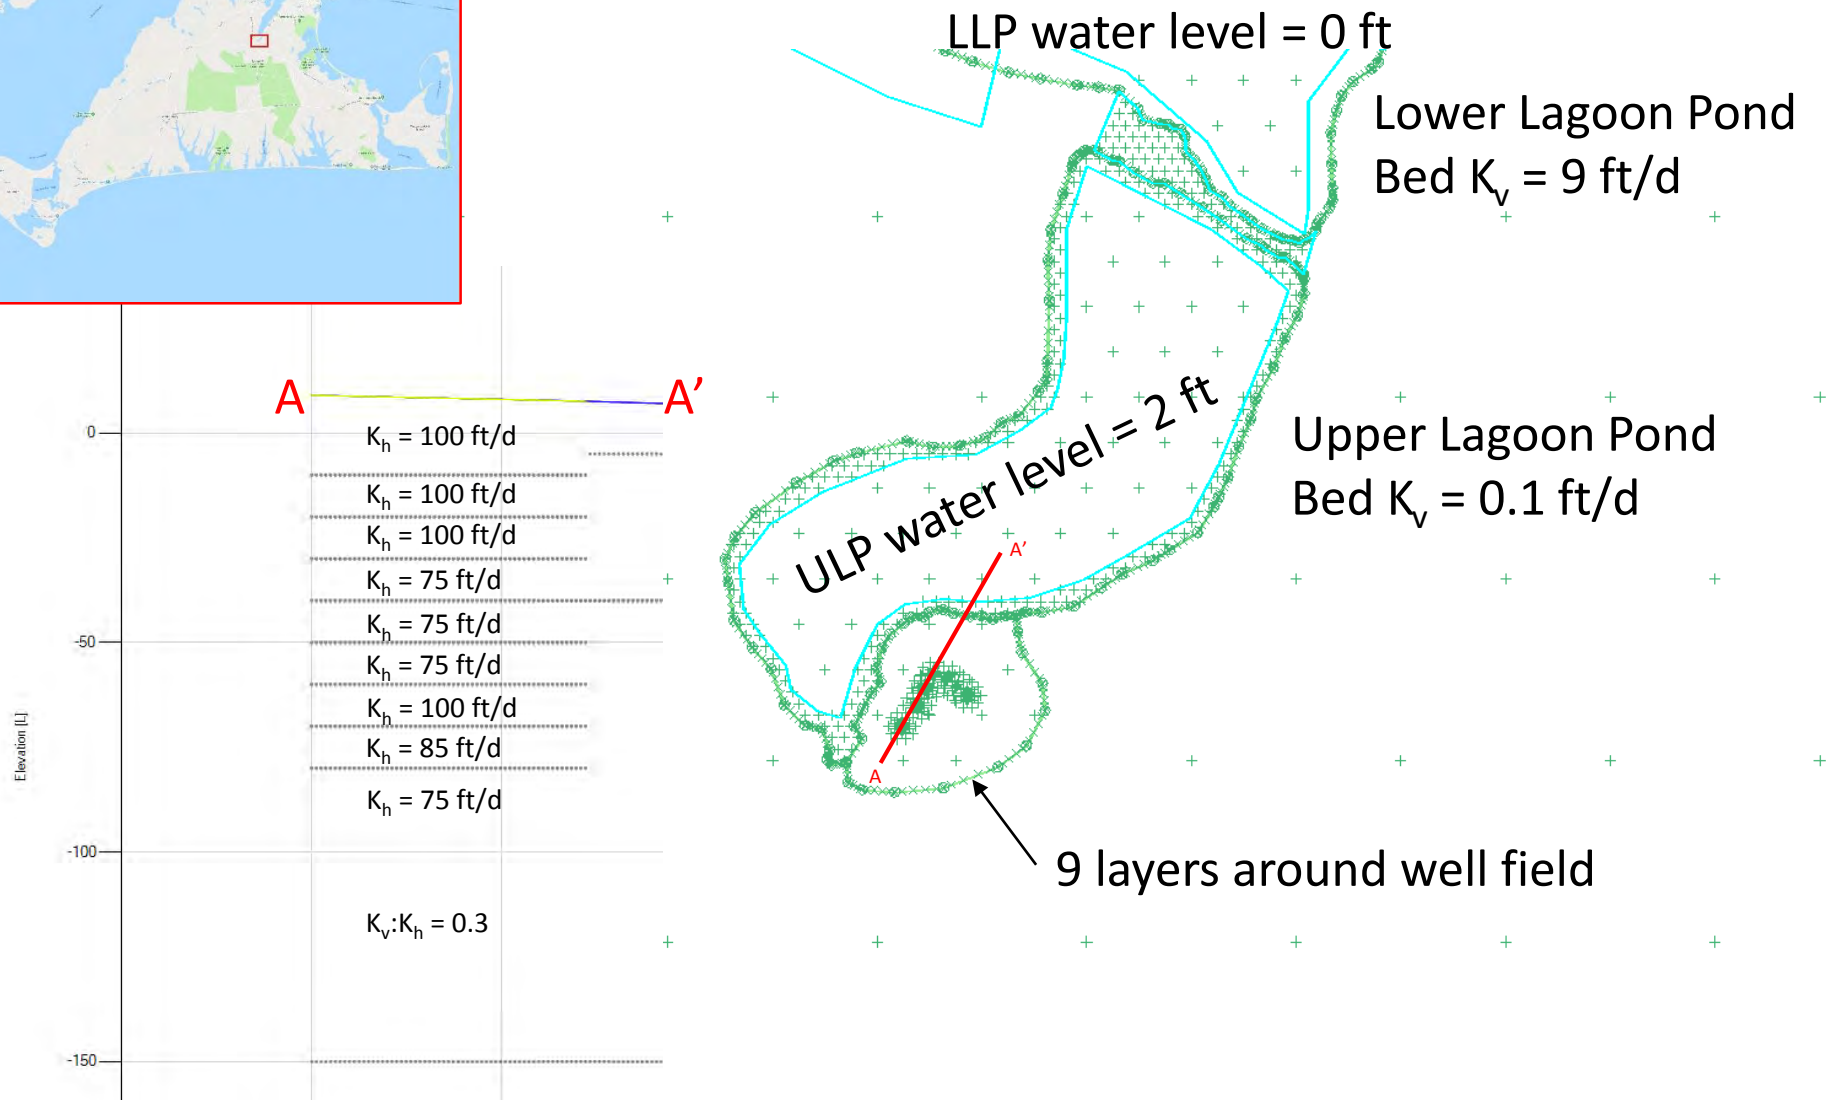 LLP water level = 0 ft
Lower Lagoon Pond
Bed Kv = 9 ft/d
A
A'
0
Kh = 100 ft/d
Kh = 100 ft/d
Kh = 100 ft/d
Kh = 75 ft/d
-50
Kh = 75 ft/d
Kh = 75 ft/d
Kh = 100 ft/d
Kh = 85 ft/d
Kh = 75 ft/d
-100
Kv:Kh = 0.3
-150
Elevation [L]
ULP water level = 2 ft
Upper Lagoon Pond
Bed Kv = 0.1 ft/d
A'
A
9 layers around well field